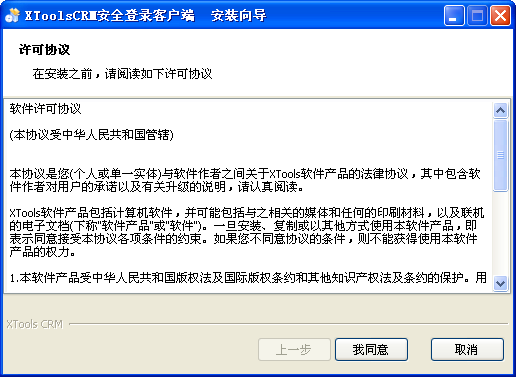 XToolsCRM安全登录客户端 安装向导
许可协议
在安装之前，请阅读如下许可协议
软件许可协议
(本协议受中华人民共和国管辖)
本协议是您(个人或单一实体)与软件作者之间关于XTools软件产品的法律协议，其中包含软
件作者对用户的承诺以及有关升级的说明，请认真阅读。
XTools软件产品包括计算机软件，并可能包括与之相关的媒体和任何的印刷材料，以及联机
的电子文档(下称"软件产品"或"软件")。一旦安装、复制或以其他方式使用本软件产品，即
表示同意接受本协议各项条件的约束。如果您不同意协议的条件，则不能获得使用本软件
产品的权力。
1.本软件产品受中华人民共和国版权法及国际版权条约和其他知识产权法及条约的保护。用
XTools CRM
上一步
我同意
取消